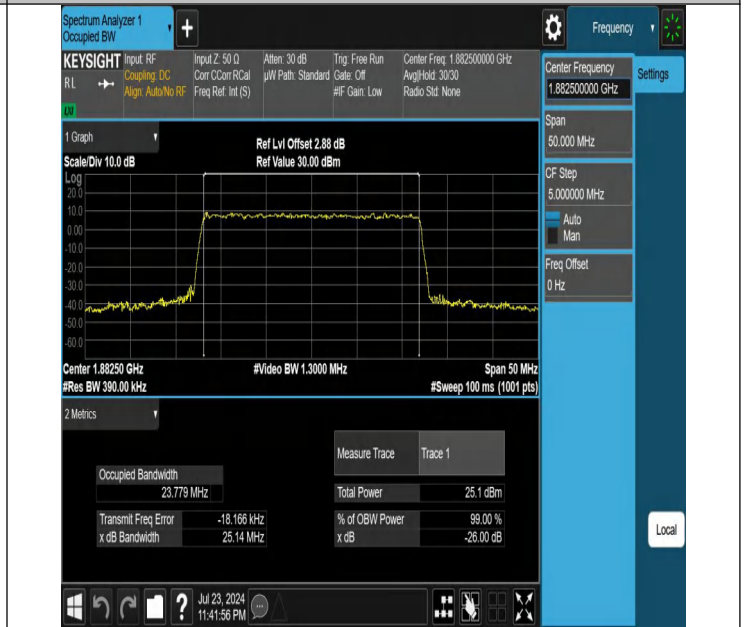 Spectrum Analyzer 1
Occupied BW
+
Frequency
KEYSIGHT
R L
Input: RF
Coupling: DC
Align: Auto/No RF
Input Z: 50 Ω
Corr CCorr RCal
Freq Ref: Int (S)
Atten: 30 dB
µW Path: Standard
Trig: Free Run
Gate: Off
#IF Gain: Low
Center Freq: 1.882500000 GHz
Avg|Hold: 30/30
Radio Std: None
Center Frequency
1.882500000 GHz
Settings
Span
50.000 MHz
CF Step
5.000000 MHz
Auto
Man
Freq Offset
0 Hz
1 Graph
Scale/Div 10.0 dB
Ref Lvl Offset 2.88 dB
Ref Value 30.00 dBm
Log
20.0
10.0
0.00
-10.0
-20.0
-30.0
-40.0
-50.0
-60.0
Center 1.88250 GHz
#Video BW 1.3000 MHz
Span 50 MHz
#Res BW 390.00 kHz
#Sweep 100 ms (1001 pts)
2 Metrics
Measure Trace
Trace 1
Occupied Bandwidth
23.779 MHz
Total Power
25.1 dBm
Transmit Freq Error
-18.166 kHz
% of OBW Power
99.00 %
x dB Bandwidth
25.14 MHz
x dB
-26.00 dB
Local
?
Jul 23, 2024
11:41:56 PM